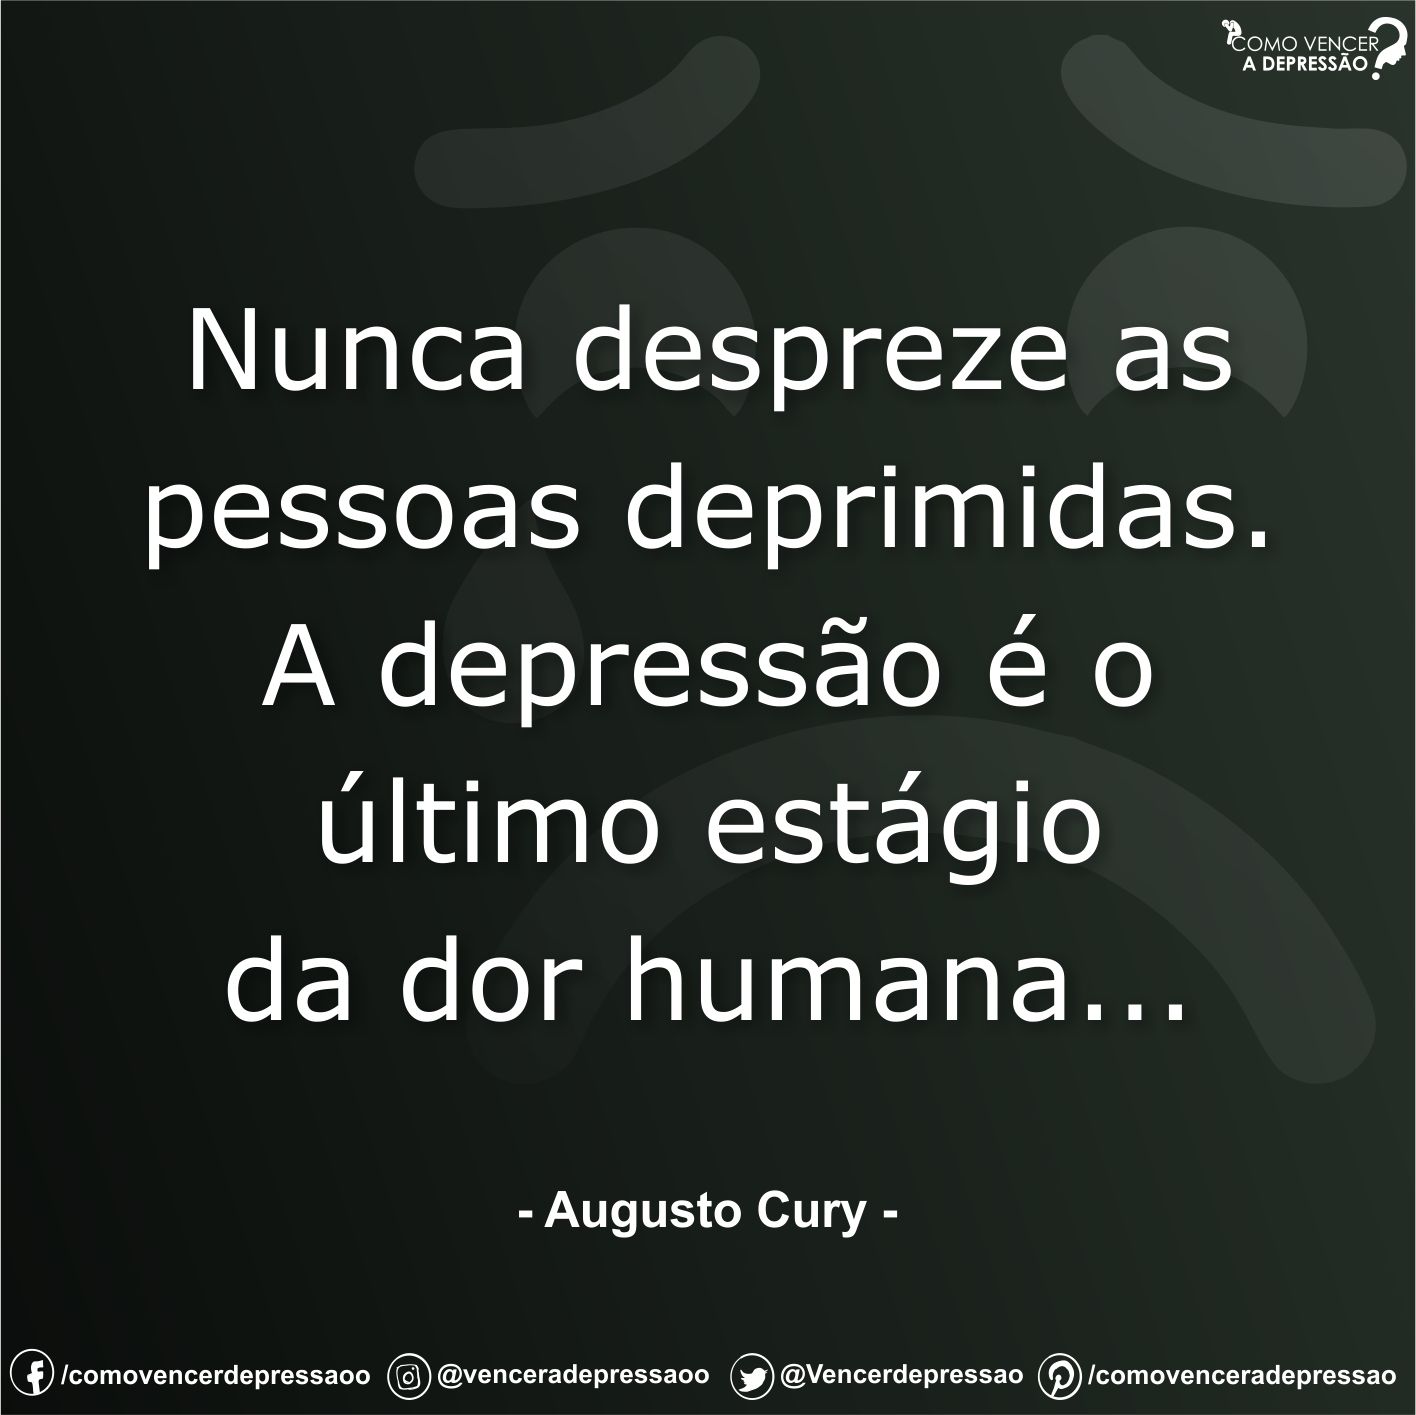 COMO VENCER
A DEPRESSÃO
Nunca despreze as
pessoas deprimidas.
A depressão é o
último estágio
da dor humana...
- Augusto Cury -
/comovencerdepressaoo @venceradepressaoo @Vencerdepressao /comovenceradepressao